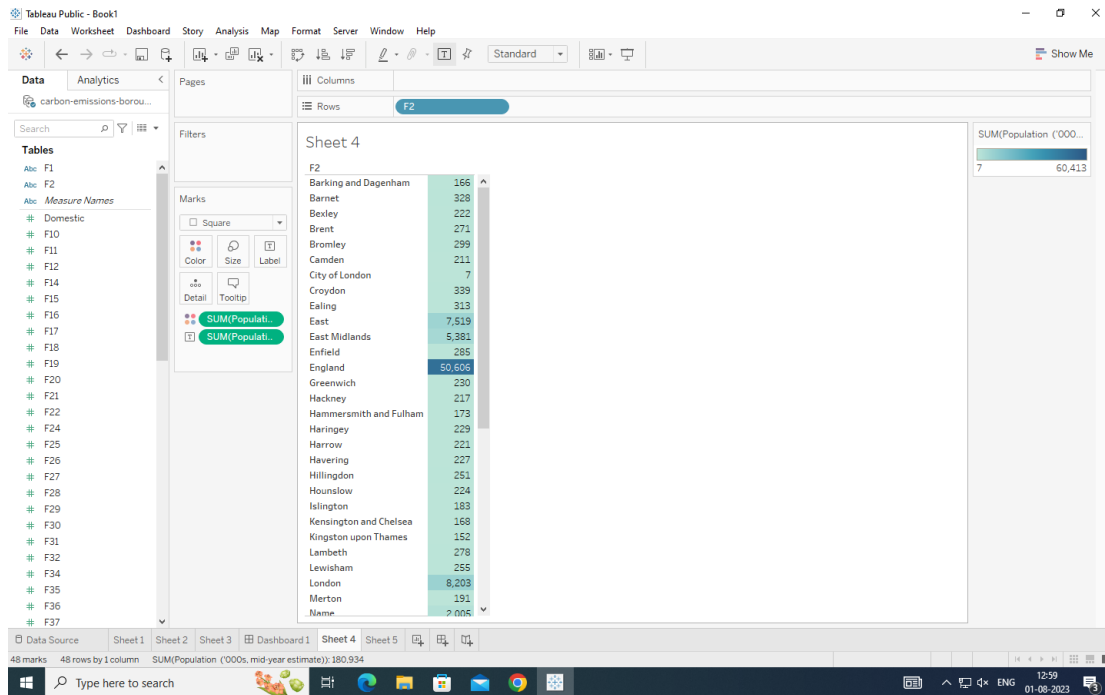 Tableau Public - Book1
File Data Worksheet Dashboard Story Analysis Map Format Server Window Help
Standard
Show Me
Data Analytics
Pages
Columns
carbon-emissions-borou...
Rows F2
Search
Filters
Sheet 4
SUM(Population ('000...
Tables
7 60,413
Abc F1
Abc F2
Abc Measure Names
# Domestic
# F10
# F11
# F12
# F14
# F15
# F16
# F17
# F18
# F19
# F20
# F21
# F22
# F24
# F25
# F26
# F27
# F28
# F29
# F30
# F31
# F32
# F34
# F35
# F36
# F37
Marks
Square
Color Size Label
Detail Tooltip
SUM(Populati..
SUM(Populati..
F2
Barking and Dagenham 166
Barnet 328
Bexley 222
Brent 271
Bromley 299
Camden 211
City of London 7
Croydon 339
Ealing 313
East 7,519
East Midlands 5,381
Enfield 285
England 50,606
Greenwich 230
Hackney 217
Hammersmith and Fulham 173
Haringey 229
Harrow 221
Havering 227
Hillingdon 251
Hounslow 224
Islington 183
Kensington and Chelsea 168
Kingston upon Thames 152
Lambeth 278
Lewisham 255
London 8,203
Merton 191
Name 2,005
Data Source Sheet 1 Sheet 2 Sheet 3 Dashboard 1 Sheet 4 Sheet 5
48 marks 48 rows by 1 column SUM(Population ('000s, mid-year estimate)): 180,934
Type here to search
ENG
12:59
01-08-2023
3